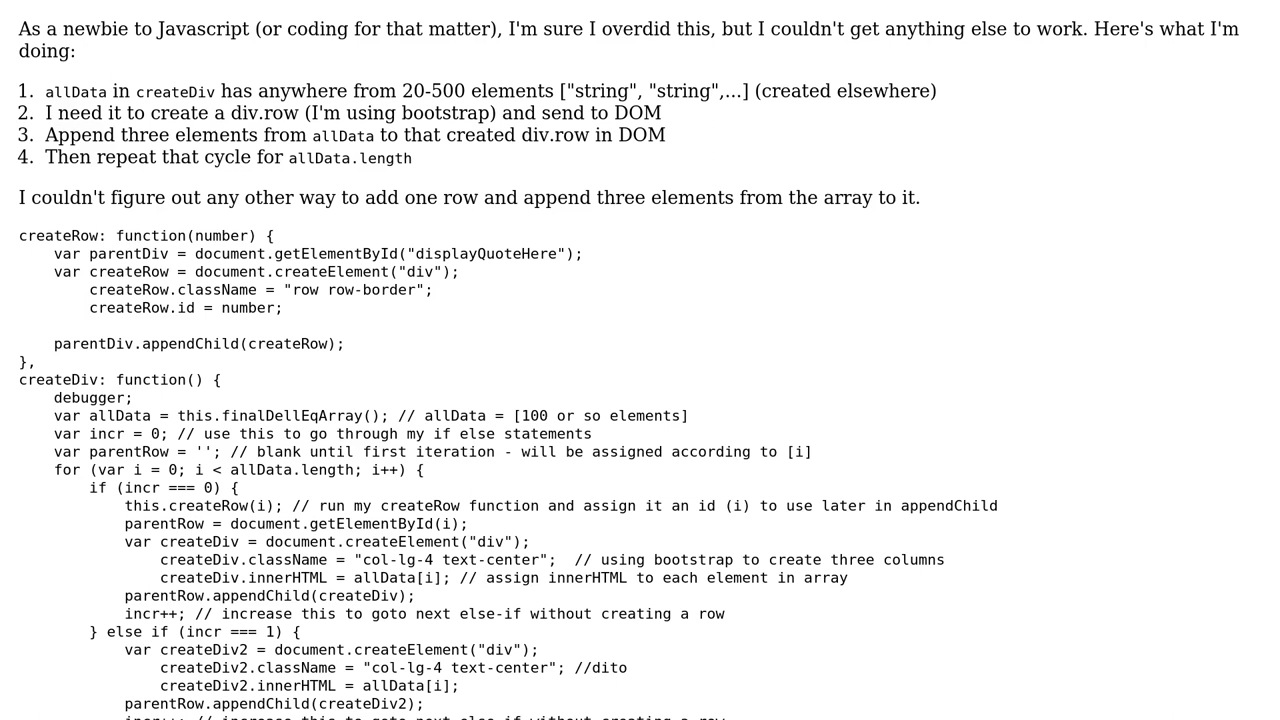 As a newbie to Javascript (or coding for that matter), I'm sure I overdid this, but I couldn't get anything else to work. Here's what I'm
doing:
1. allData in createDiv has anywhere from 20-500 elements ["string", "string",...] (created elsewhere)
2. I need it to create a div.row (I'm using bootstrap) and send to DOM
3. Append three elements from allData to that created div.row in DOM
4. Then repeat that cycle for allData.length
I couldn't figure out any other way to add one row and append three elements from the array to it.
createRow: function(number) {
    var parentDiv = document.getElementById("displayQuoteHere");
    var createRow = document.createElement("div");
        createRow.className = "row row-border";
        createRow.id = number;
    parentDiv.appendChild(createRow);
},
createDiv: function() {
    debugger;
    var allData = this.finalDellEqArray(); // allData = [100 or so elements]
    var incr = 0; // use this to go through my if else statements
    var parentRow = ''; // blank until first iteration - will be assigned according to [i]
    for (var i = 0; i < allData.length; i++) {
        if (incr === 0) {
            this.createRow(i); // run my createRow function and assign it an id (i) to use later in appendChild
            parentRow = document.getElementById(i);
            var createDiv = document.createElement("div");
                createDiv.className = "col-lg-4 text-center";  // using bootstrap to create three columns
                createDiv.innerHTML = allData[i]; // assign innerHTML to each element in array
            parentRow.appendChild(createDiv);
            incr++; // increase this to goto next else-if without creating a row
        } else if (incr === 1) {
            var createDiv2 = document.createElement("div");
                createDiv2.className = "col-lg-4 text-center"; //dito
                createDiv2.innerHTML = allData[i];
            parentRow.appendChild(createDiv2);
            incr++; // increase this to goto next else-if without creating a row